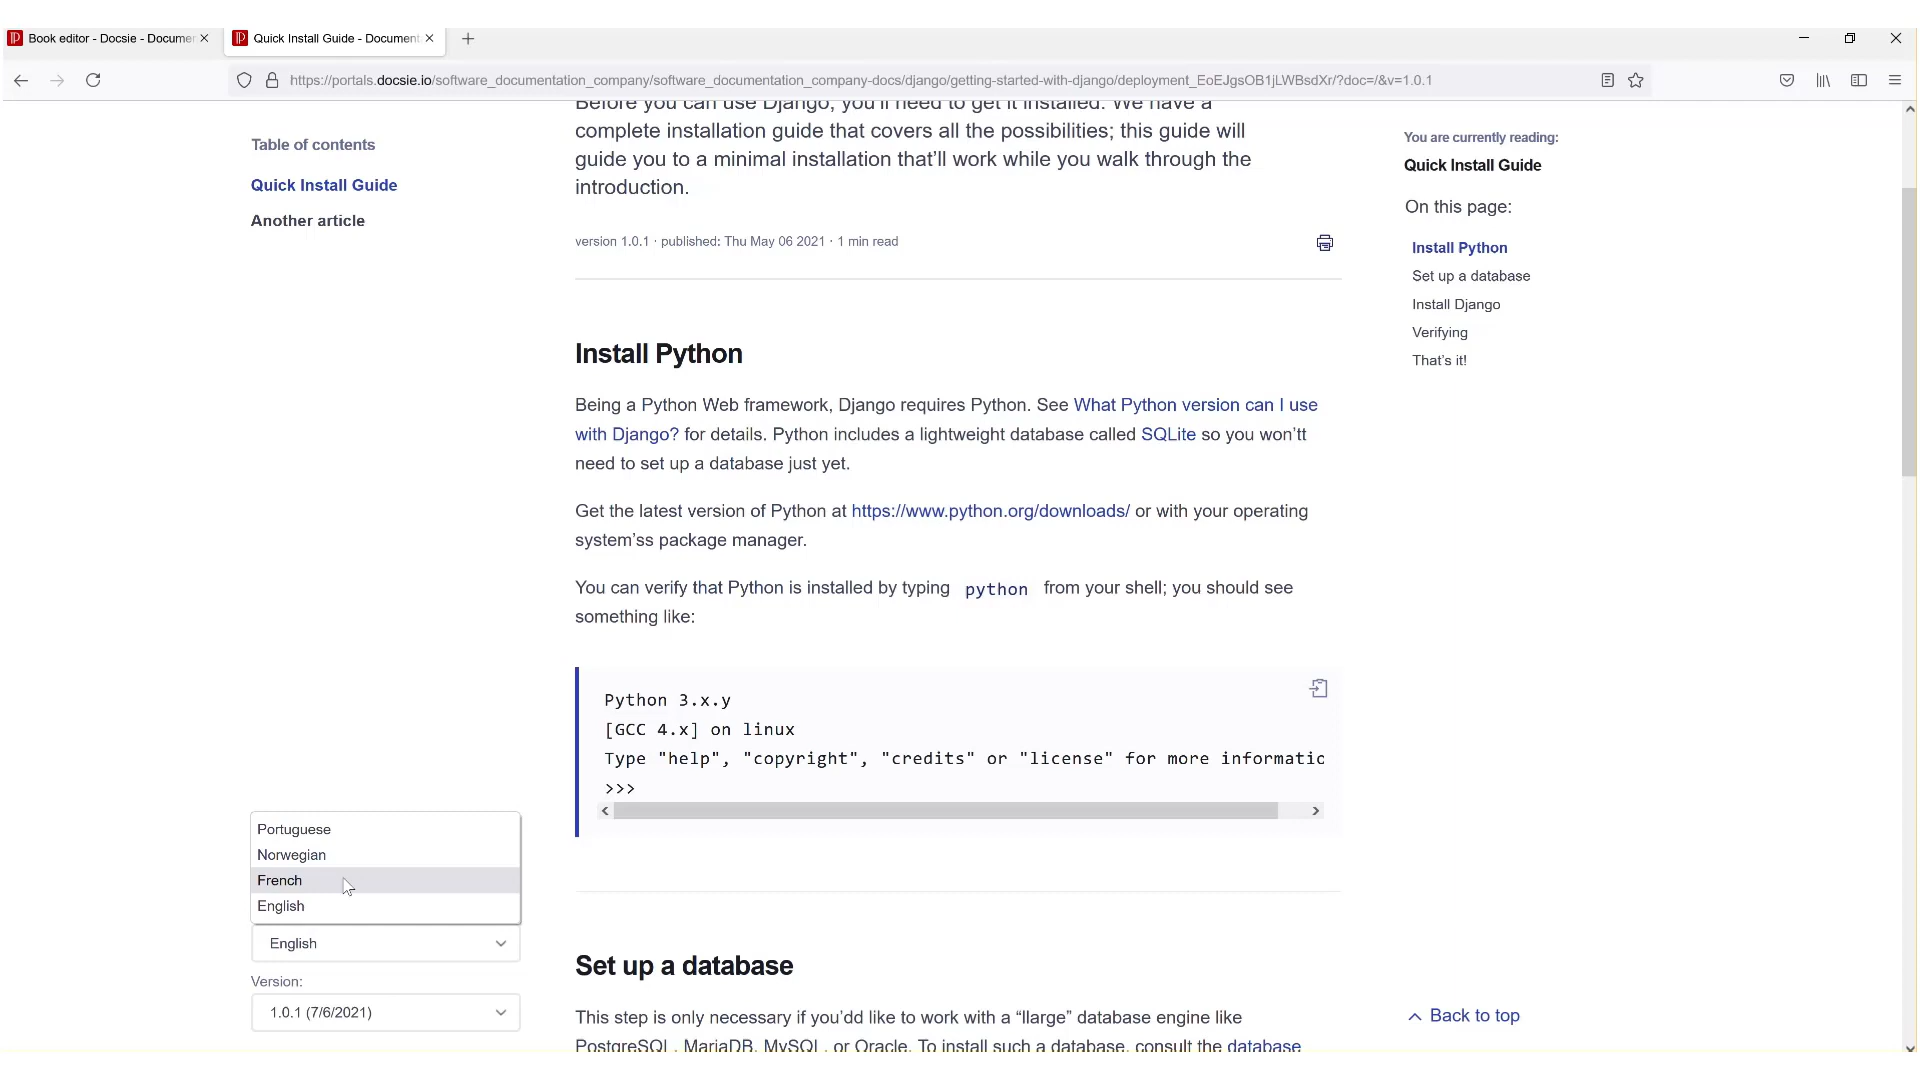 Book editor - Docsie - Documen
Quick Install Guide - Document
https://portals.docsie.io/software_documentation_company/software_documentation_company-docs/django/getting-started-with-django/deployment_EoEJgsOB1jLWBsdXr/?doc=/&v=1.0.1
Table of contents
Quick Install Guide
Another article
Before you can use Django, you'll need to get it installed. We have a
complete installation guide that covers all the possibilities; this guide will
guide you to a minimal installation that'll work while you walk through the
introduction.
version 1.0.1 · published: Thu May 06 2021 · 1 min read
Install Python
Being a Python Web framework, Django requires Python. See What Python version can I use
with Django? for details. Python includes a lightweight database called SQLite so you won'tt
need to set up a database just yet.
Get the latest version of Python at https://www.python.org/downloads/ or with your operating
system'ss package manager.
You can verify that Python is installed by typing python from your shell; you should see
something like:
Python 3.x.y
[GCC 4.x] on linux
Type "help", "copyright", "credits" or "license" for more informatio
>>>
Set up a database
This step is only necessary if you'dd like to work with a “llarge” database engine like
PostgreSQL, MariaDB, MySQL, or Oracle. To install such a database, consult the database
You are currently reading:
Quick Install Guide
On this page:
Install Python
Set up a database
Install Django
Verifying
That's it!
Back to top
Portuguese
Norwegian
French
English
English
Version:
1.0.1 (7/6/2021)